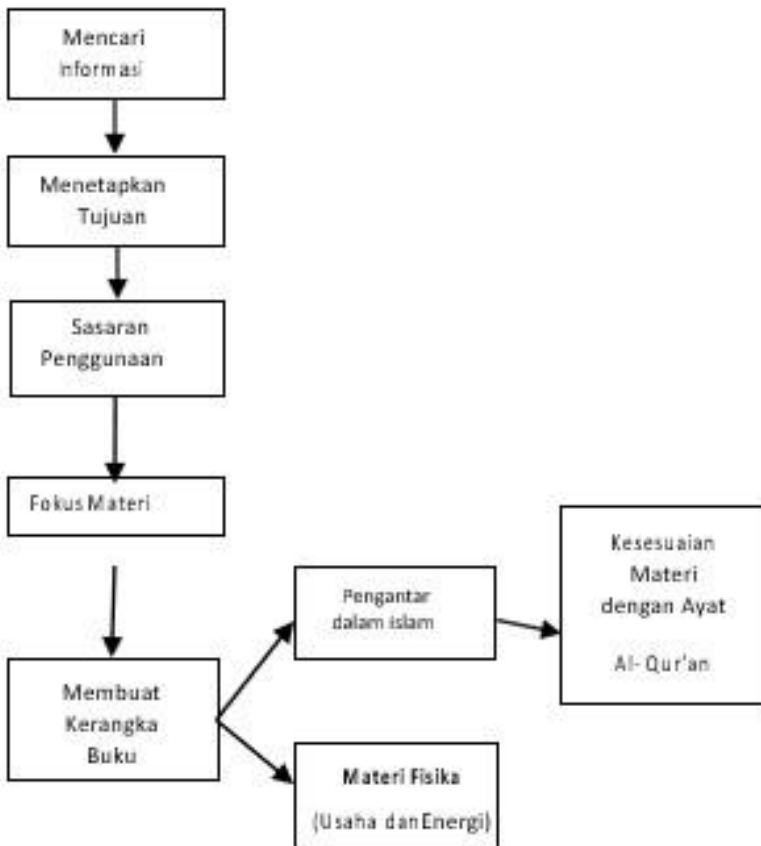 Mencari
Informasi
Menetapkan
Tujuan
Sasaran
Penggunaan
Fokus Materi
Membuat
Kerangka
Buku
Pengantar
dalam islam
Kesesuaian
Materi
dengan Ayat
Al- Qur'an
Materi Fisika
(Usaha dan Energi)